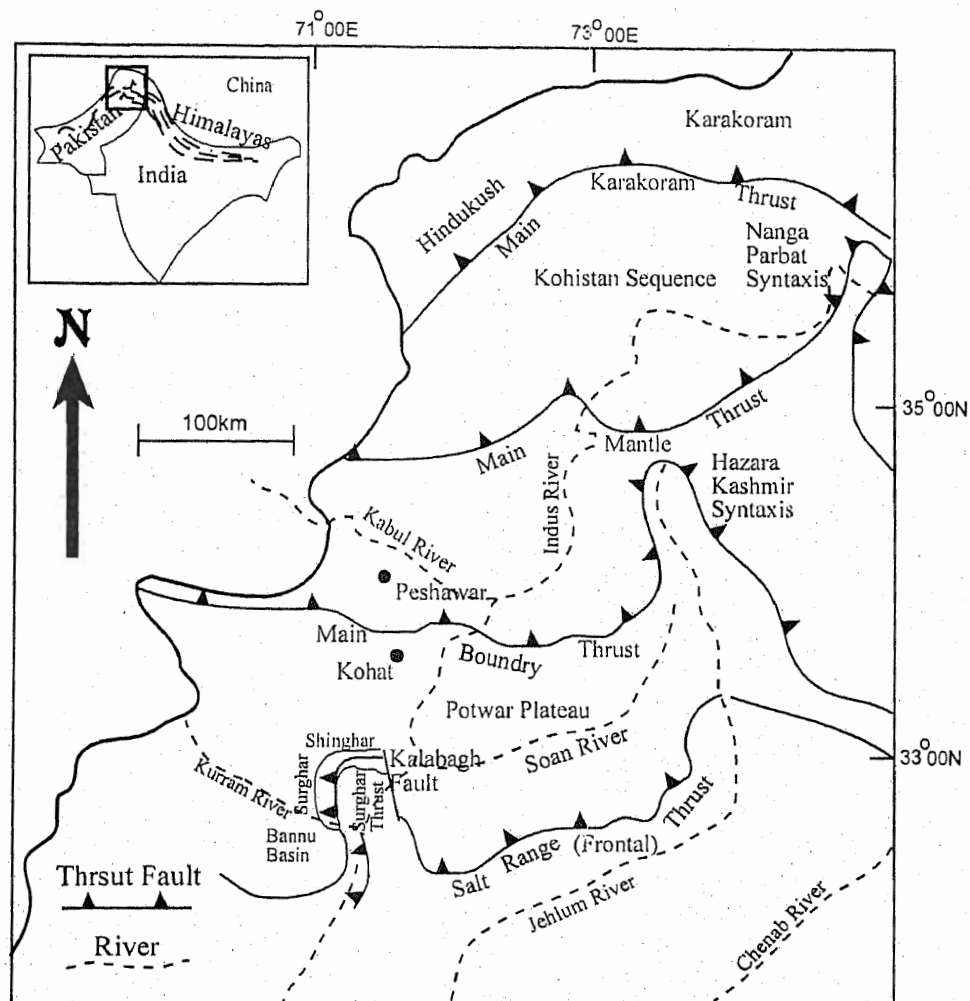 71°00E
73°00E
China
Pakistan
Himalayas
India
Karakoram
Hindukush
Main
Karakoram
Thrust
Nanga
Parbat
Syntaxis
Kohistan Sequence
N
100km
35°00N
Main
Mantle
Thrust
Hazara
Kashmir
Syntaxis
Indus River
Kabul River
Peshawar
Main
Boundry
Thrust
Kohat
Potwar Plateau
Soan River
Shinghar
Kalabagh
Fault
Surghar
Surghar
Thrust
33°00N
Kurram River
Bannu
Basin
Salt Range (Frontal) Thrust
Jehlum River
Chenab River
Thrsut Fault
River